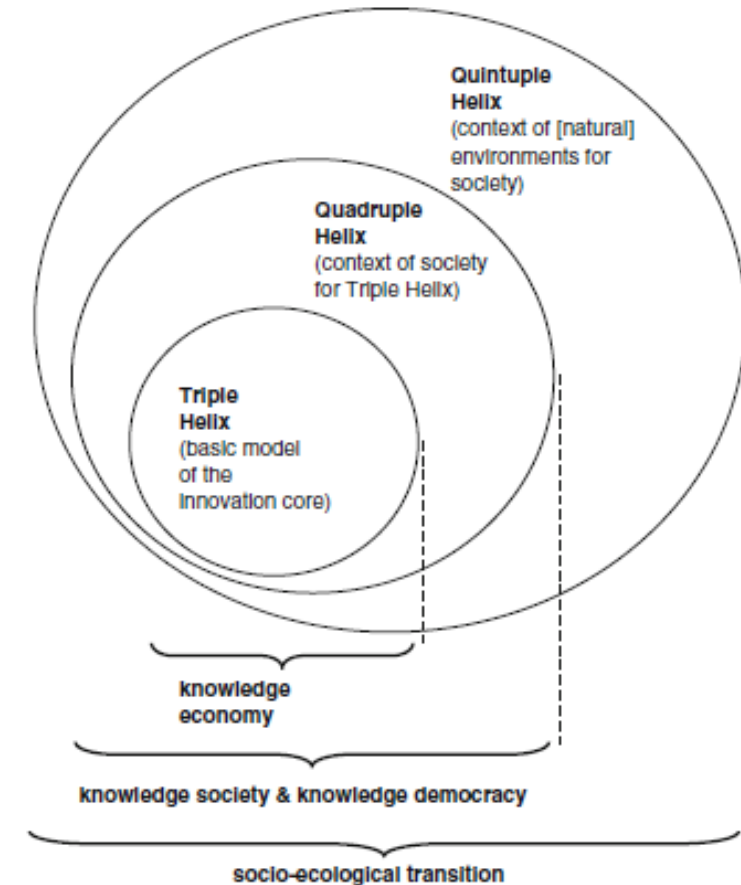 Quintuple
Helix
(context of [natural]
environments for
society)
Quadruple
Helix
(context of society
for Triple Helix)
Triple
Helix
(basic model
of the
innovation core)
knowledge
economy
knowledge society & knowledge democracy
socio-ecological transition